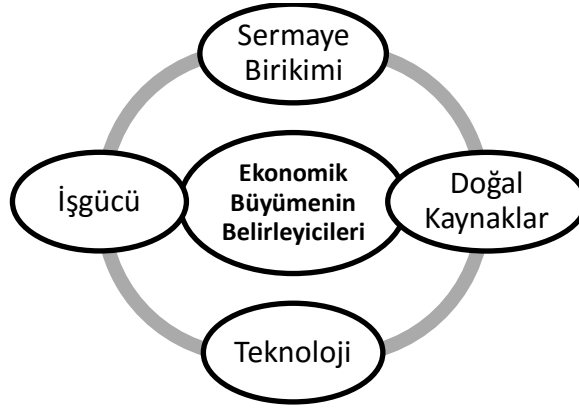 Sermaye
Birikimi
İşgücü
Ekonomik
Büyümenin
Belirleyicileri
Doğal
Kaynaklar
Teknoloji